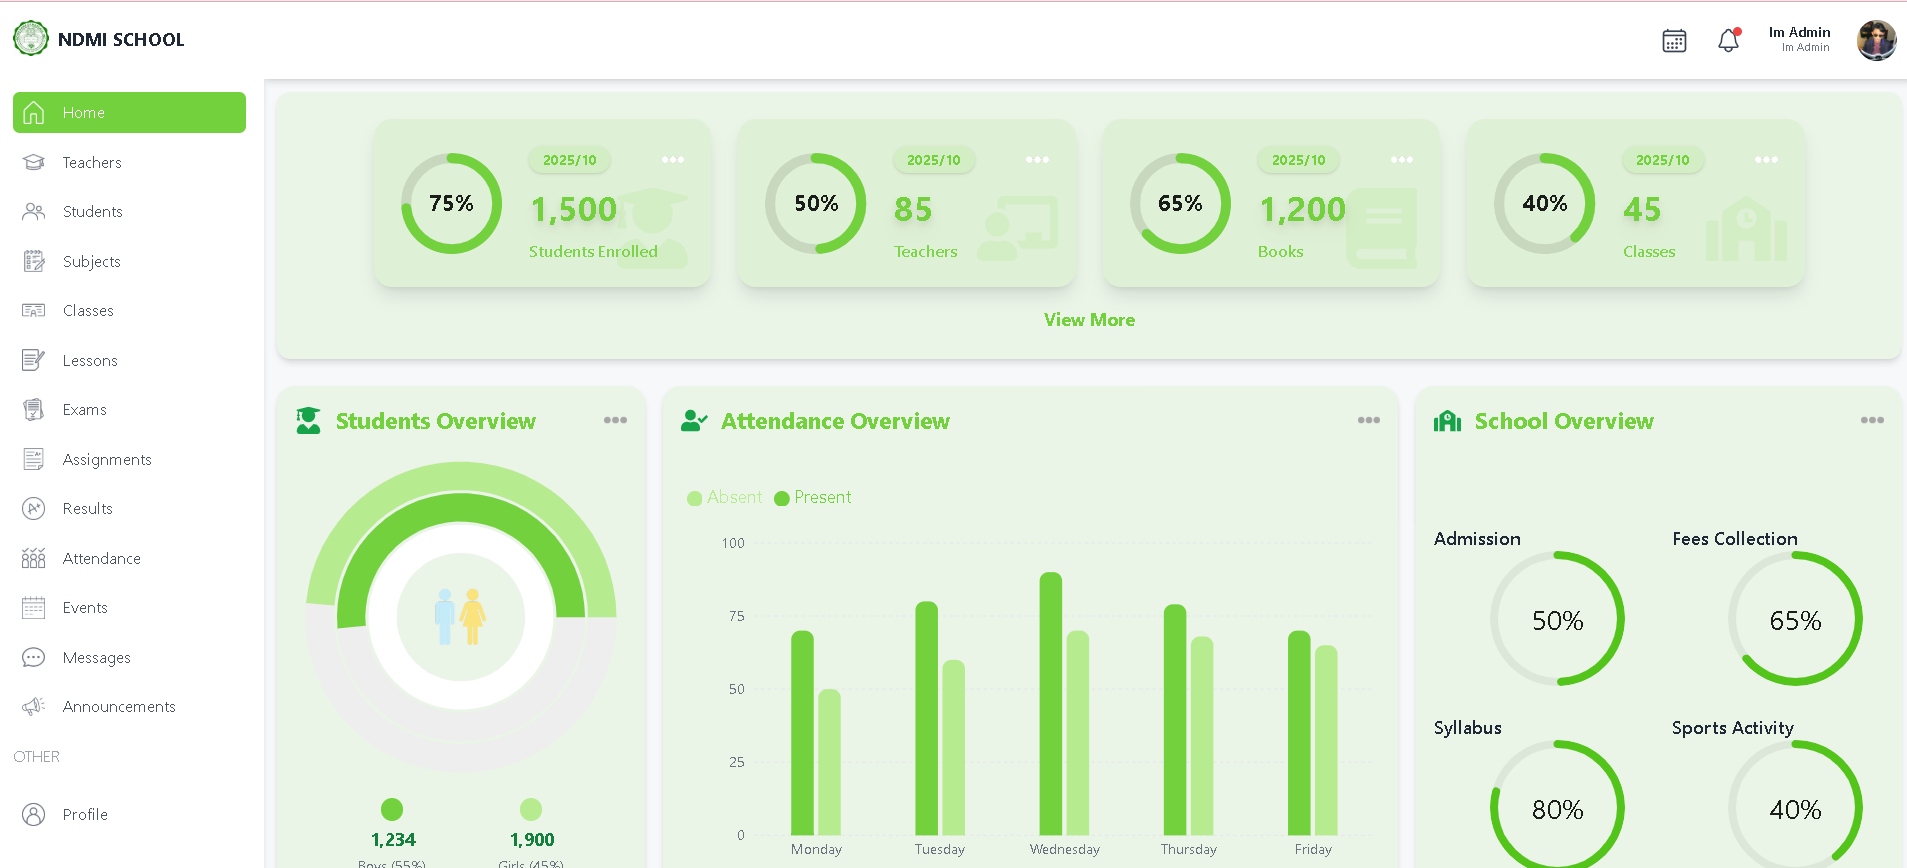 NDMI SCHOOL
Im Admin
Im Admin
Home
Teachers
Students
Subjects
Classes
Lessons
Exams
Assignments
Results
Attendance
Events
Messages
Announcements
OTHER
Profile
75%
2025/10
1,500
Students Enrolled
50%
2025/10
85
Teachers
65%
2025/10
1,200
Books
40%
2025/10
45
Classes
View More
Students Overview
1,234
Boys (55%)
1,900
Girls (45%)
Attendance Overview
Absent Present
100
75
50
25
0
Monday Tuesday Wednesday Thursday Friday
School Overview
Admission
50%
Fees Collection
65%
Syllabus
80%
Sports Activity
40%